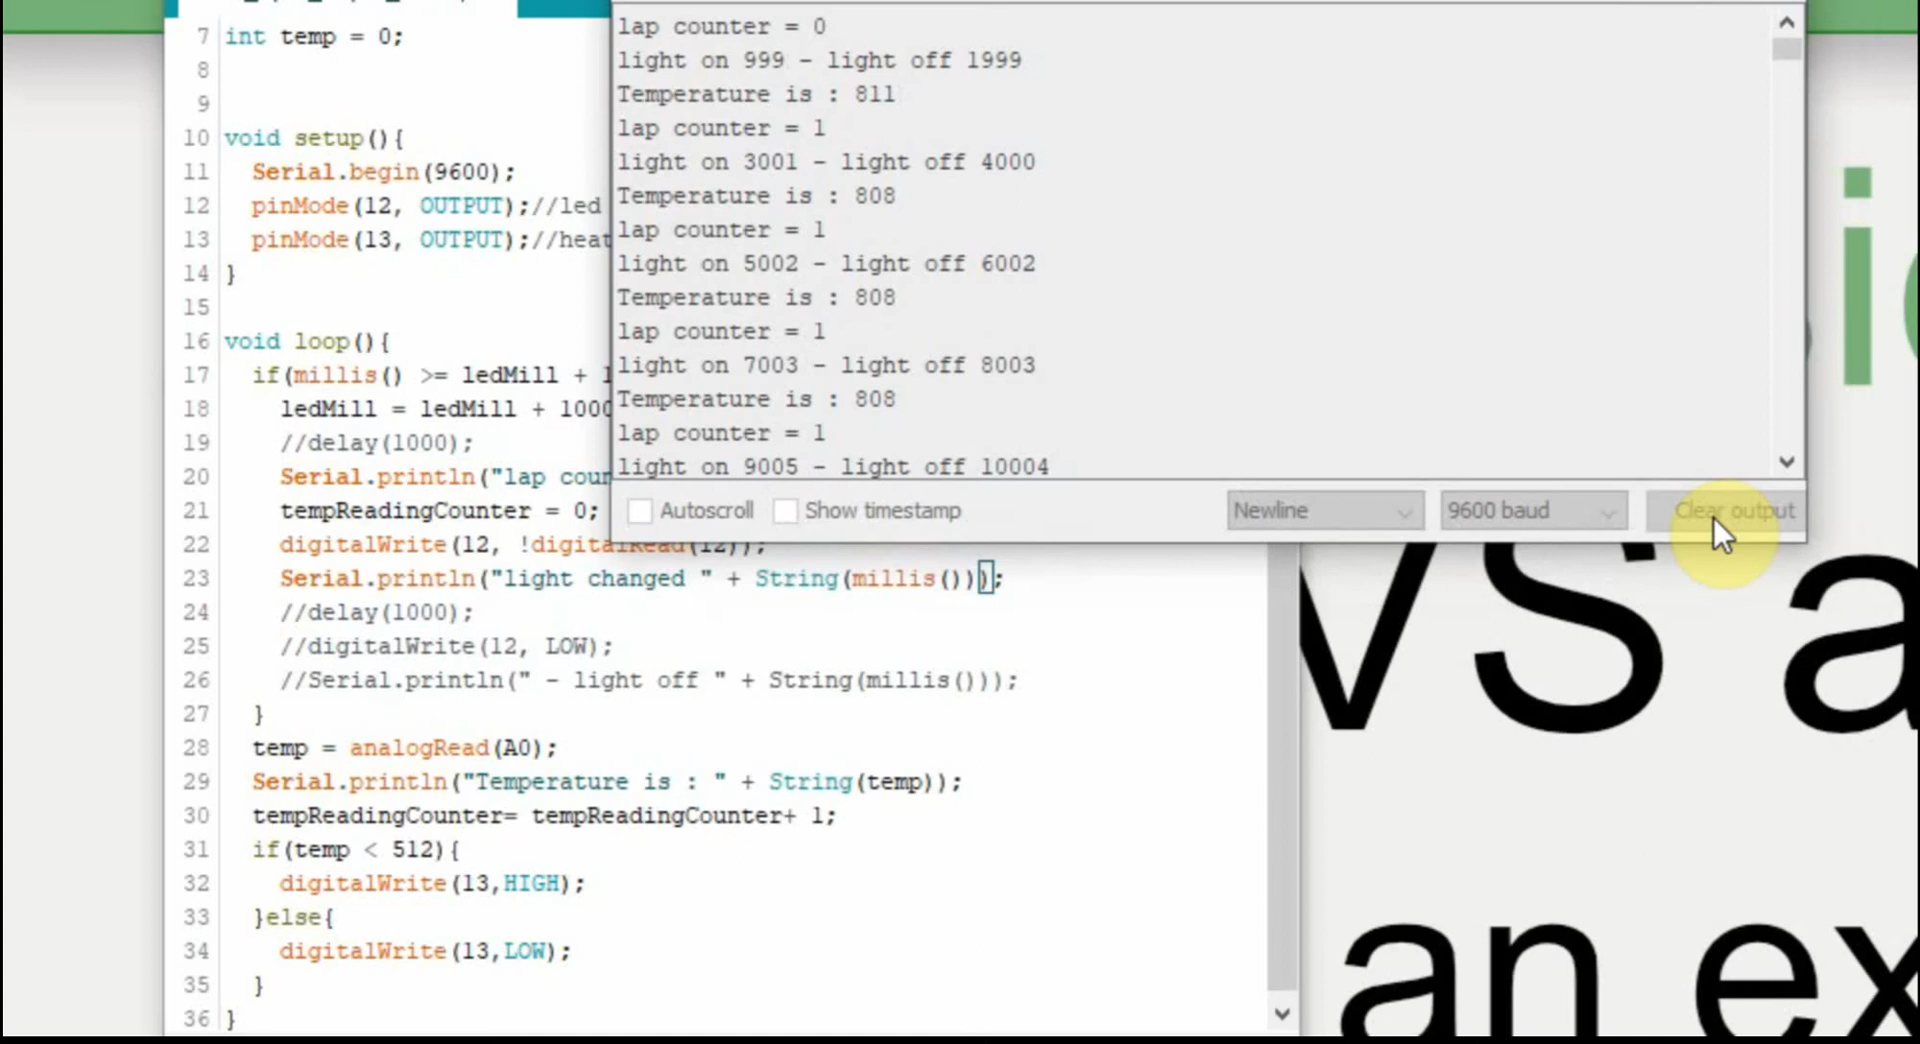 7 int temp = 0;
8
9
10 void setup(){
11 Serial.begin(9600);
12 pinMode(12, OUTPUT);//led
13 pinMode(13, OUTPUT);//heat
14 }
15
16 void loop(){
17 if(millis() >= ledMill + 1
18 ledMill = ledMill + 1000
19 //delay(1000);
20 Serial.println("lap coun
21 tempReadingCounter = 0;
22 digitalWrite(12, !digitalRead(12));
23 Serial.println("light changed " + String(millis()));
24 //delay(1000);
25 //digitalWrite(12, LOW);
26 //Serial.println(" - light off " + String(millis()));
27 }
28 temp = analogRead(A0);
29 Serial.println("Temperature is : " + String(temp));
30 tempReadingCounter= tempReadingCounter+ 1;
31 if(temp < 512){
32 digitalWrite(13,HIGH);
33 }else{
34 digitalWrite(13,LOW);
35 }
36 }
lap counter = 0
light on 999 - light off 1999
Temperature is : 811
lap counter = 1
light on 3001 - light off 4000
Temperature is : 808
lap counter = 1
light on 5002 - light off 6002
Temperature is : 808
lap counter = 1
light on 7003 - light off 8003
Temperature is : 808
lap counter = 1
light on 9005 - light off 10004
Autoscroll Show timestamp Newline 9600 baud Clear output
VS a
an ex